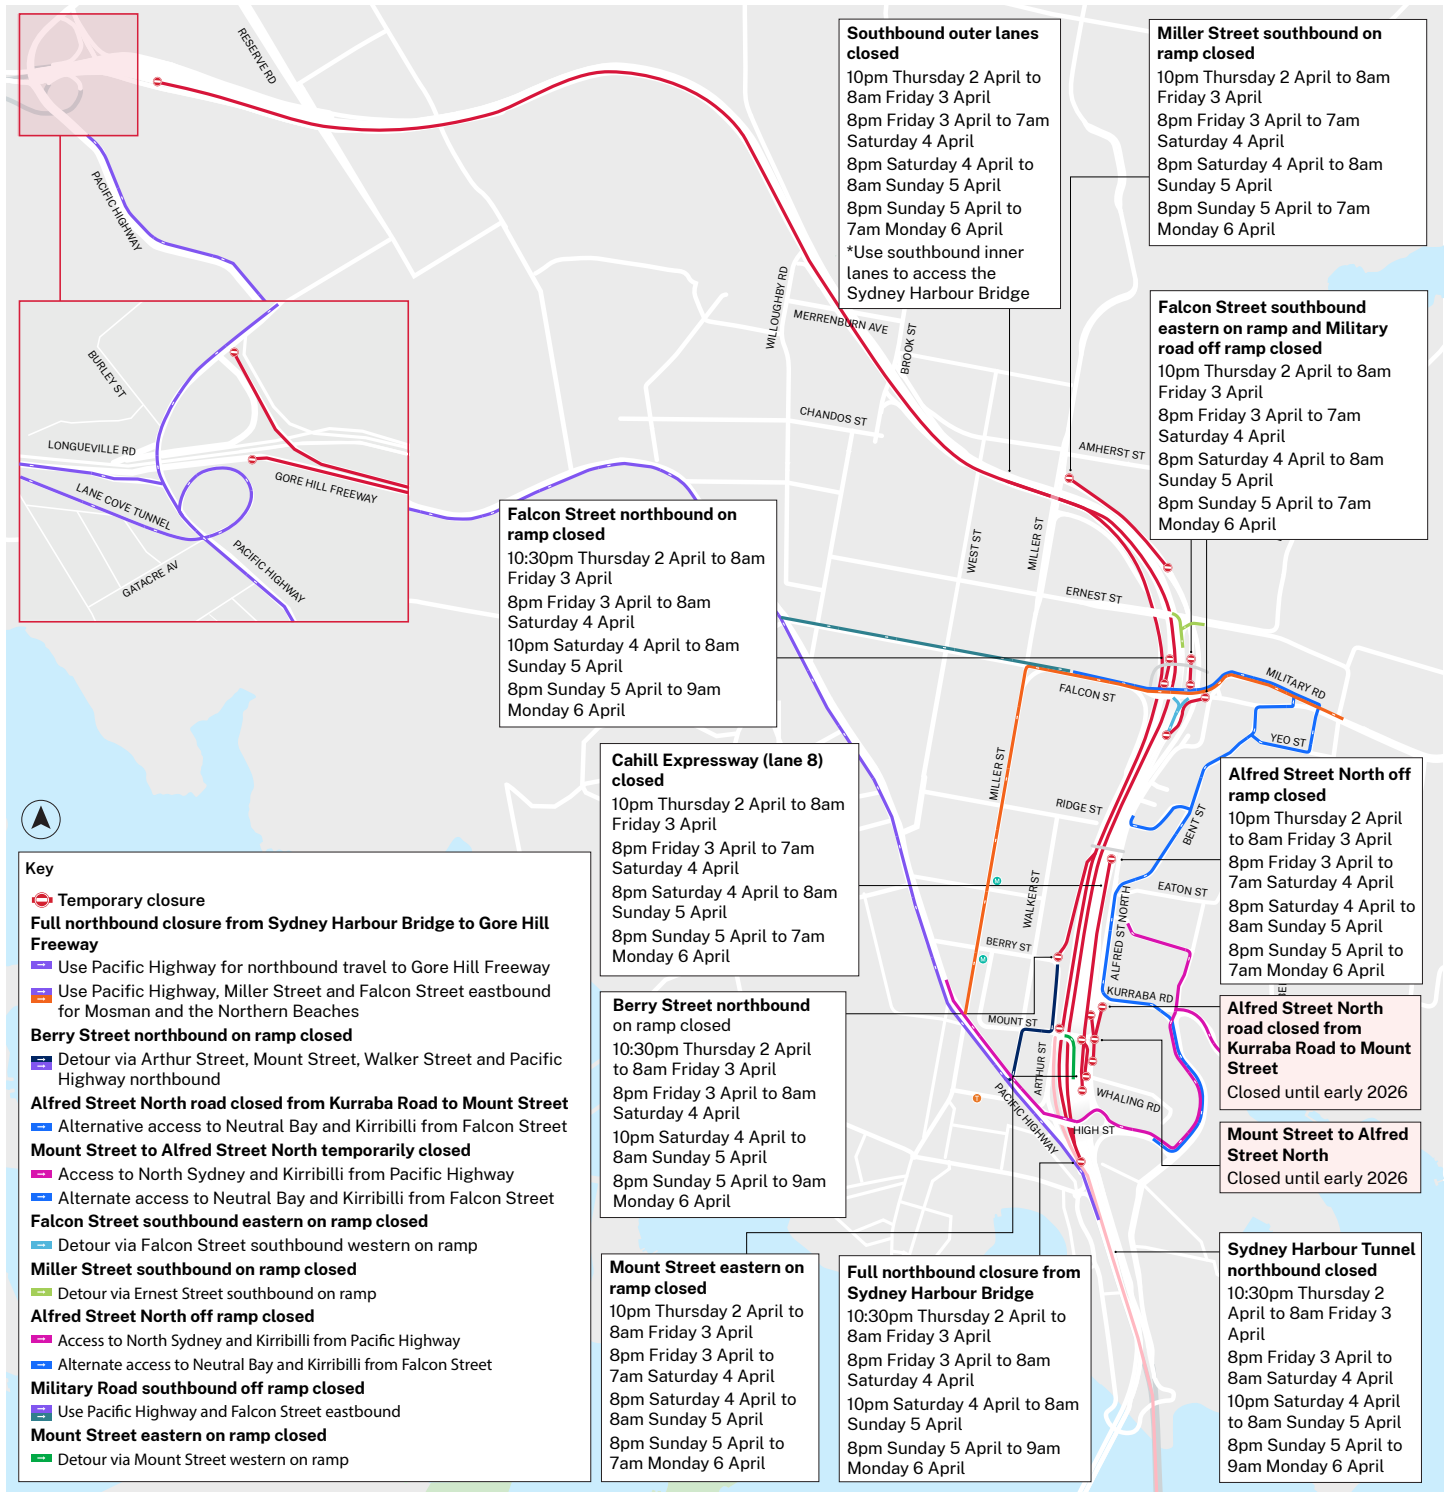 Southbound outer lanes
closed
10pm Thursday 2 April to
8am Friday 3 April
8pm Friday 3 April to 7am
Saturday 4 April
8pm Saturday 4 April to
8am Sunday 5 April
8pm Sunday 5 April to
7am Monday 6 April
*Use southbound inner
lanes to access the
Sydney Harbour Bridge
Miller Street southbound on
ramp closed
10pm Thursday 2 April to 8am
Friday 3 April
8pm Friday 3 April to 7am
Saturday 4 April
8pm Saturday 4 April to 8am
Sunday 5 April
8pm Sunday 5 April to 7am
Monday 6 April
Falcon Street southbound
eastern on ramp and Military
road off ramp closed
10pm Thursday 2 April to 8am
Friday 3 April
8pm Friday 3 April to 7am
Saturday 4 April
8pm Saturday 4 April to 8am
Sunday 5 April
8pm Sunday 5 April to 7am
Monday 6 April
RESERVE RD
PACIFIC HIGHWAY
WILLOUGHBY RD
MERRENBURN AVE
BROOK ST
CHANDOS ST
AMHERST ST
WEST ST
MILLER ST
ERNEST ST
BURLEY ST
LONGUEVILLE RD
LANE COVE TUNNEL
GORE HILL FREEWAY
GATACRE AV
PACIFIC HIGHWAY
Falcon Street northbound on
ramp closed
10:30pm Thursday 2 April to 8am
Friday 3 April
8pm Friday 3 April to 8am
Saturday 4 April
10pm Saturday 4 April to 8am
Sunday 5 April
8pm Sunday 5 April to 9am
Monday 6 April
FALCON ST
MILITARY RD
YEO ST
MILLER ST
RIDGE ST
BENT ST
EATON ST
WALKER ST
BERRY ST
ALFRED ST NORTH
KURRABA RD
MOUNT ST
ARTHUR ST
WHALING RD
HIGH ST
PACIFIC HIGHWAY
M
M
T
BE
Cahill Expressway (lane 8)
closed
10pm Thursday 2 April to 8am
Friday 3 April
8pm Friday 3 April to 7am
Saturday 4 April
8pm Saturday 4 April to 8am
Sunday 5 April
8pm Sunday 5 April to 7am
Monday 6 April
Alfred Street North off
ramp closed
10pm Thursday 2 April
to 8am Friday 3 April
8pm Friday 3 April to
7am Saturday 4 April
8pm Saturday 4 April to
8am Sunday 5 April
8pm Sunday 5 April to
7am Monday 6 April
Berry Street northbound
on ramp closed
10:30pm Thursday 2 April
to 8am Friday 3 April
8pm Friday 3 April to 8am
Saturday 4 April
10pm Saturday 4 April to
8am Sunday 5 April
8pm Sunday 5 April to 9am
Monday 6 April
Alfred Street North
road closed from
Kurraba Road to Mount
Street
Closed until early 2026
Mount Street to Alfred
Street North
Closed until early 2026
Mount Street eastern on
ramp closed
10pm Thursday 2 April to
8am Friday 3 April
8pm Friday 3 April to
7am Saturday 4 April
8pm Saturday 4 April to
8am Sunday 5 April
8pm Sunday 5 April to
7am Monday 6 April
Full northbound closure from
Sydney Harbour Bridge
10:30pm Thursday 2 April to
8am Friday 3 April
8pm Friday 3 April to 8am
Saturday 4 April
10pm Saturday 4 April to 8am
Sunday 5 April
8pm Sunday 5 April to 9am
Monday 6 April
Sydney Harbour Tunnel
northbound closed
10:30pm Thursday 2
April to 8am Friday 3
April
8pm Friday 3 April to
8am Saturday 4 April
10pm Saturday 4 April
to 8am Sunday 5 April
8pm Sunday 5 April to
9am Monday 6 April
Key
Temporary closure
Full northbound closure from Sydney Harbour Bridge to Gore Hill
Freeway
Use Pacific Highway for northbound travel to Gore Hill Freeway
Use Pacific Highway, Miller Street and Falcon Street eastbound
for Mosman and the Northern Beaches
Berry Street northbound on ramp closed
Detour via Arthur Street, Mount Street, Walker Street and Pacific
Highway northbound
Alfred Street North road closed from Kurraba Road to Mount Street
Alternative access to Neutral Bay and Kirribilli from Falcon Street
Mount Street to Alfred Street North temporarily closed
Access to North Sydney and Kirribilli from Pacific Highway
Alternate access to Neutral Bay and Kirribilli from Falcon Street
Falcon Street southbound eastern on ramp closed
Detour via Falcon Street southbound western on ramp
Miller Street southbound on ramp closed
Detour via Ernest Street southbound on ramp
Alfred Street North off ramp closed
Access to North Sydney and Kirribilli from Pacific Highway
Alternate access to Neutral Bay and Kirribilli from Falcon Street
Military Road southbound off ramp closed
Use Pacific Highway and Falcon Street eastbound
Mount Street eastern on ramp closed
Detour via Mount Street western on ramp